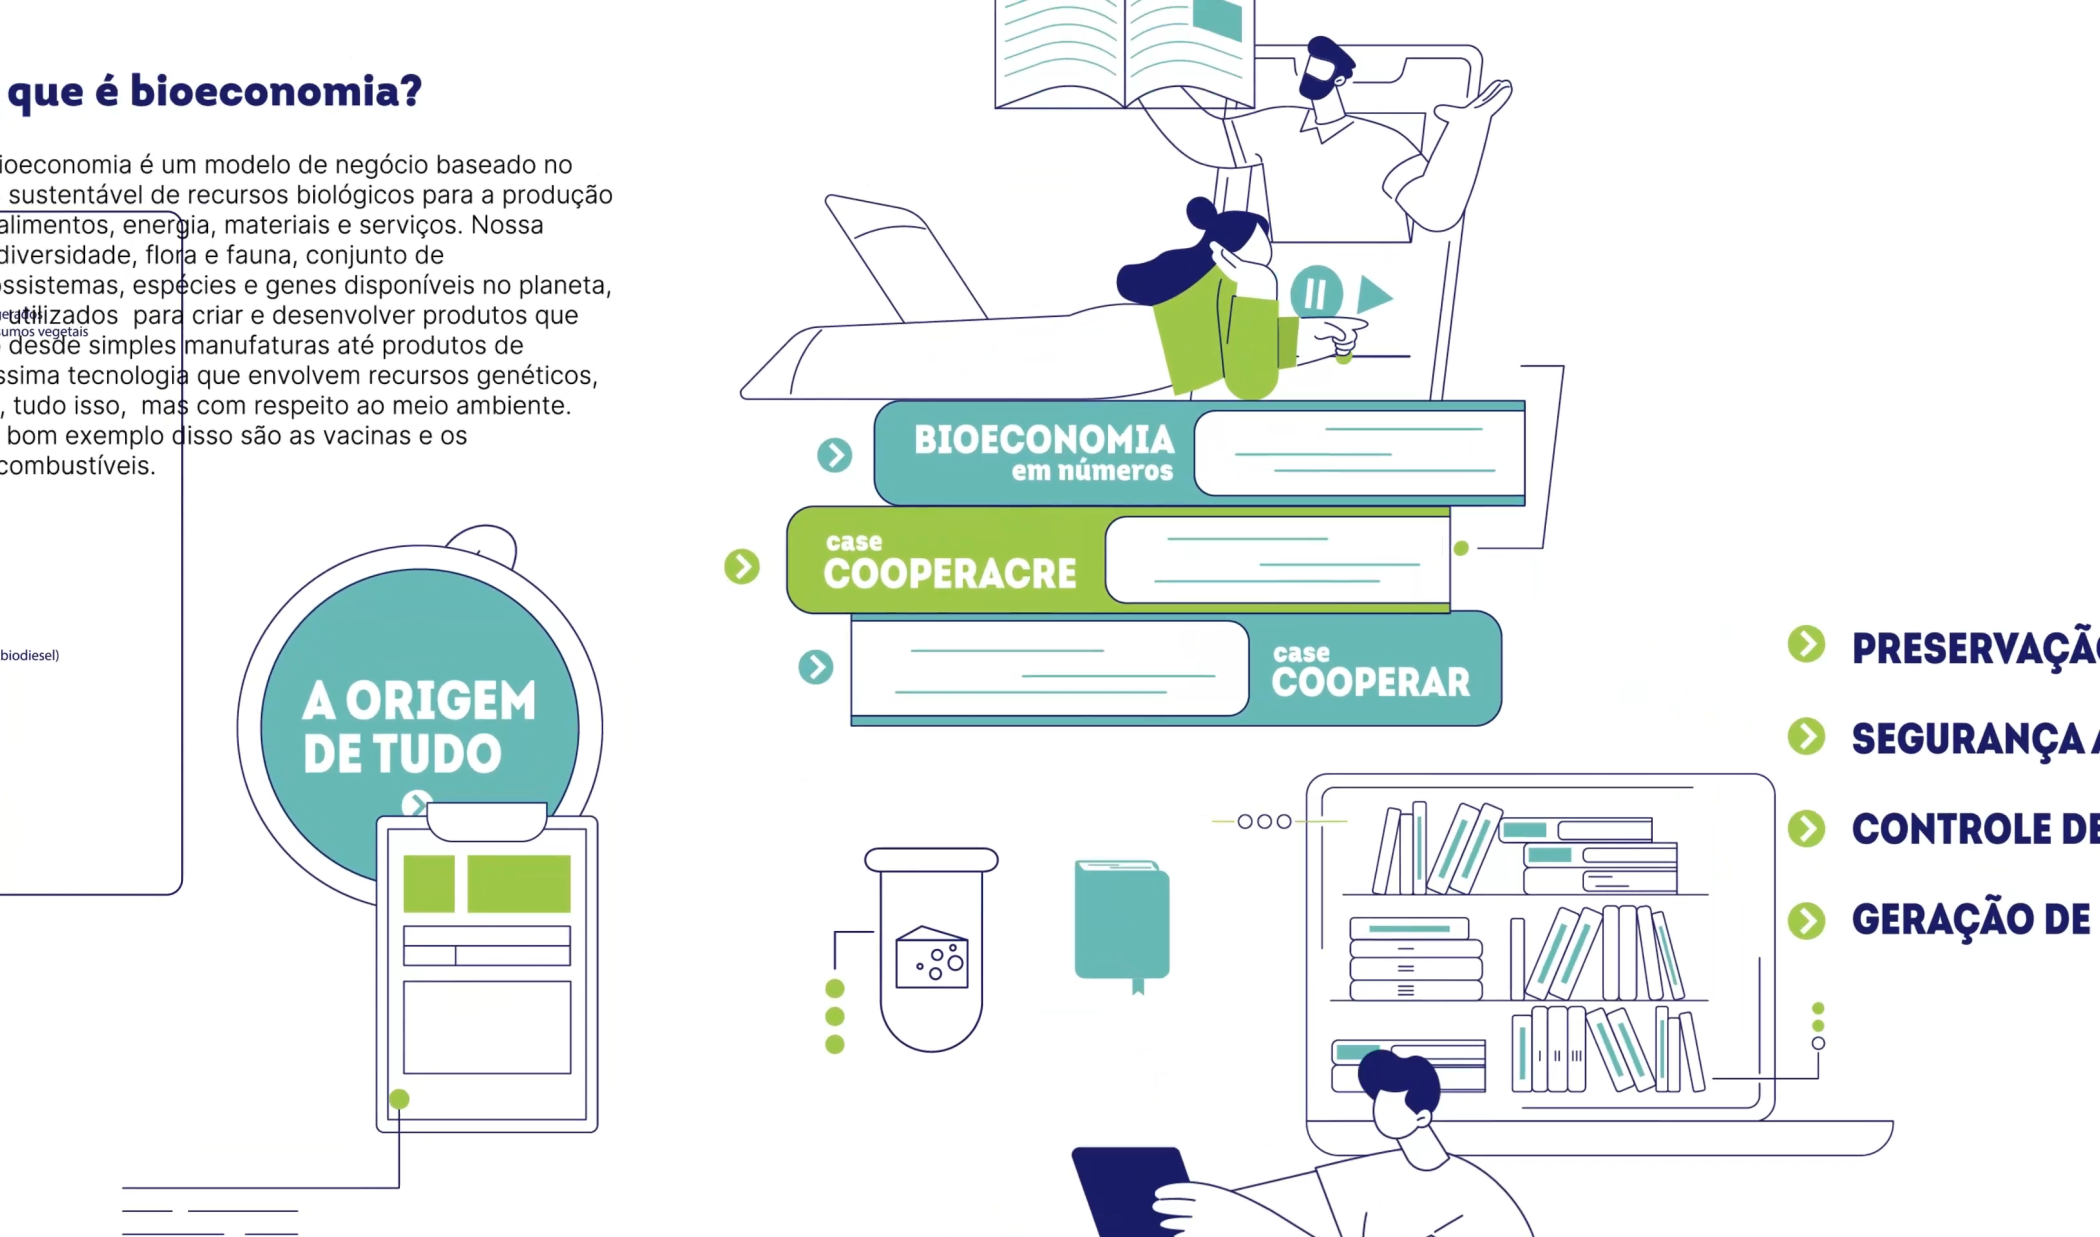 que é bioeconomia?
ioeconomia é um modelo de negócio baseado no
sustentável de recursos biológicos para a produção
alimentos, energia, materiais e serviços. Nossa
diversidade, flora e fauna, conjunto de
ossistemas, espécies e genes disponíveis no planeta,
utilizados para criar e desenvolver produtos que
desde simples manufaturas até produtos de
ssima tecnologia que envolvem recursos genéticos,
, tudo isso, mas com respeito ao meio ambiente.
bom exemplo disso são as vacinas e os
combustíveis.
sumos vegetais
biodiesel)
A ORIGEM
DE TUDO
BIOECONOMIA
em números
case
COOPERACRE
case
COOPERAR
PRESERVAÇÃO
SEGURANÇA A
CONTROLE DE
GERAÇÃO DE